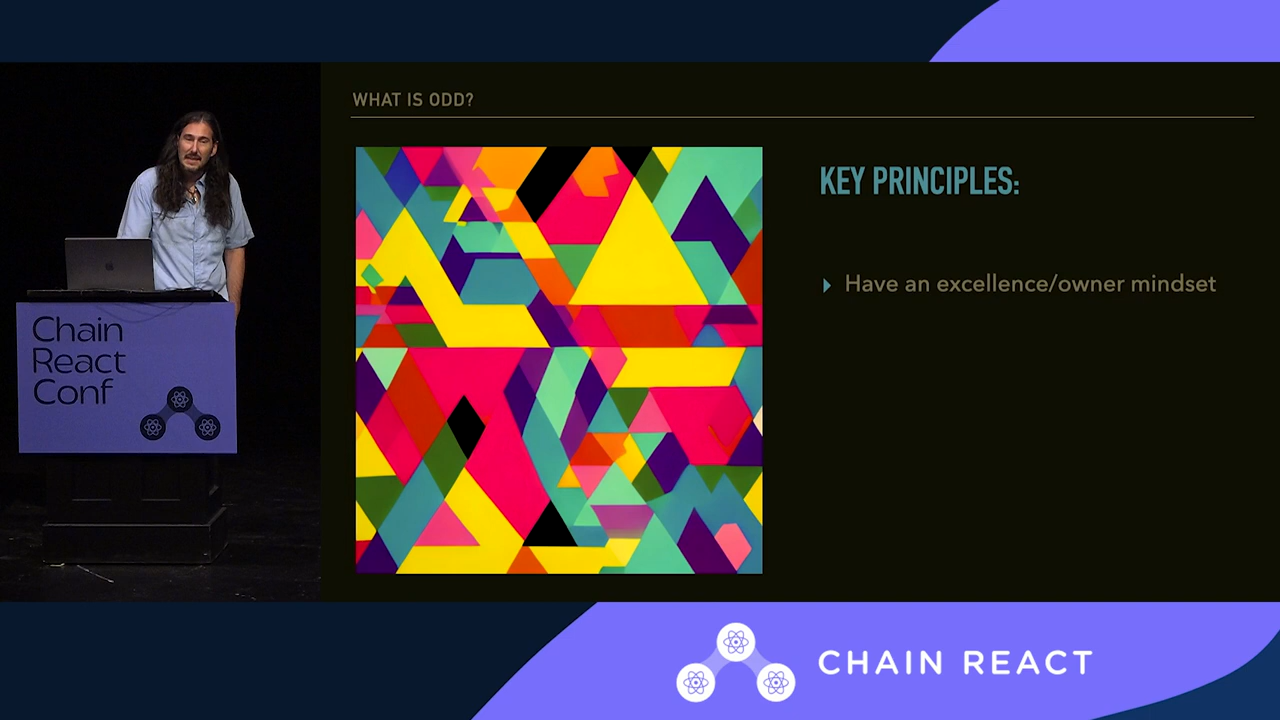 WHAT IS ODD?
KEY PRINCIPLES:
Have an excellence/owner mindset
Chain
React
Conf
CHAIN REACT